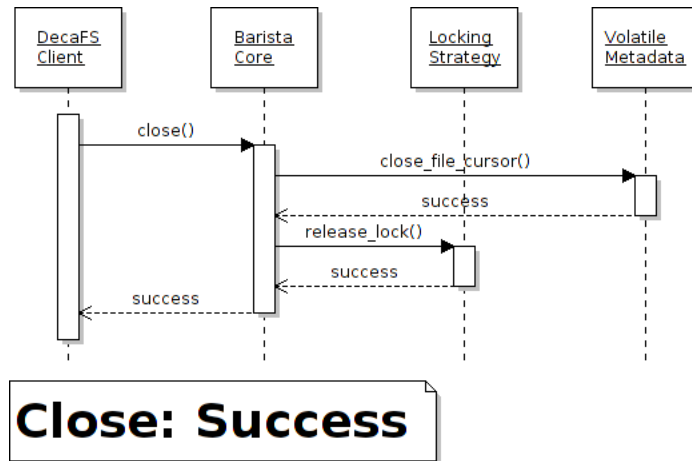 DecaFS
Client
Barista
Core
Locking
Strategy
Volatile
Metadata
close()
close_file_cursor()
success
release_lock()
success
success
Close: Success